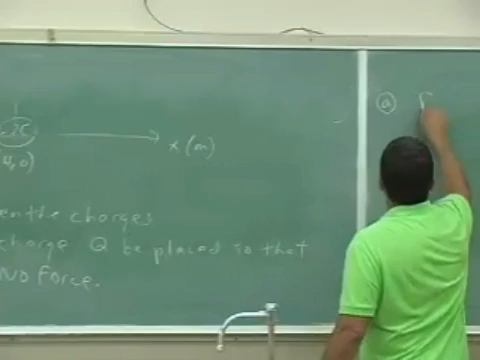 x (m)
4,0)
en the charges
charge Q be placed so that
No Force.
a F